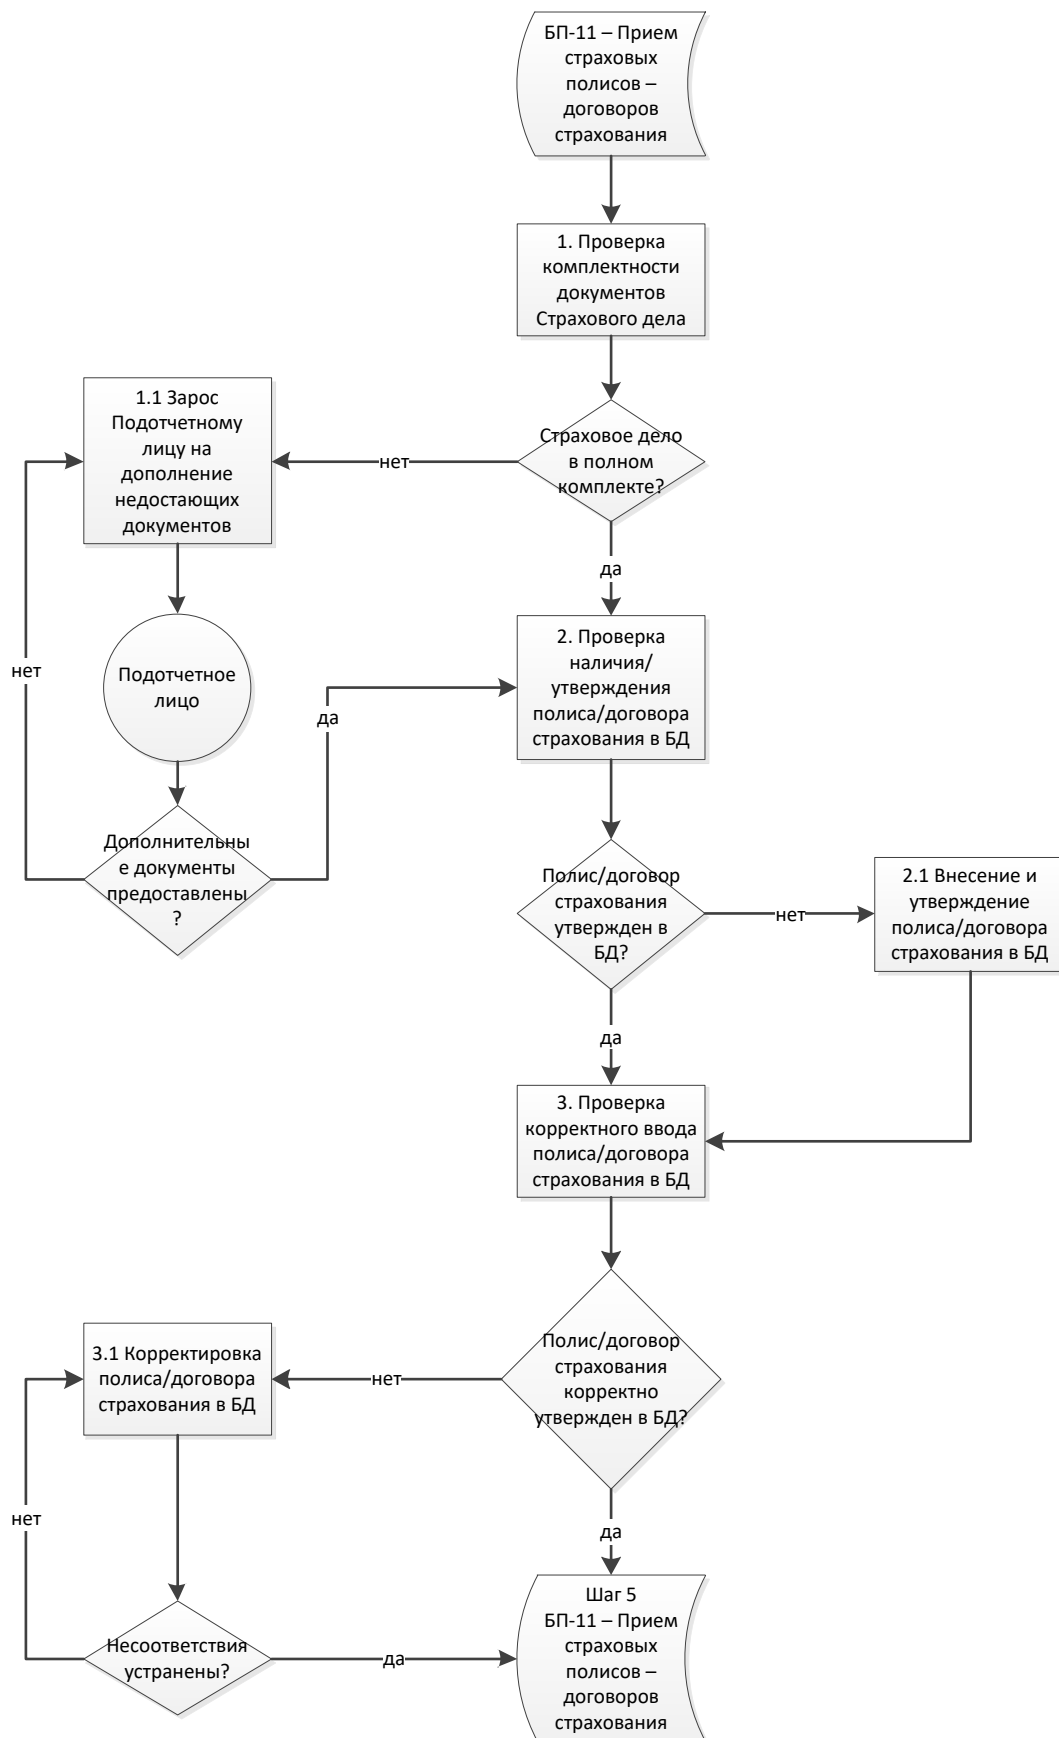 БП-11 – Прием
страховых
полисов –
договоров
страхования
1. Проверка
комплектности
документов
Страхового дела
1.1 Зарос
Подотчетному
лицу на
дополнение
недостающих
документов
Страховое дело
в полном
комплекте?
нет
да
нет
Подотчетное
лицо
да
2. Проверка
наличия/
утверждения
полиса/договора
страхования в БД
Дополнительны
е документы
предоставлены
?
Полис/договор
страхования
утвержден в
БД?
нет
2.1 Внесение и
утверждение
полиса/договора
страхования в БД
да
3. Проверка
корректного ввода
полиса/договора
страхования в БД
3.1 Корректировка
полиса/договора
страхования в БД
нет
Полис/договор
страхования
корректно
утвержден в БД?
нет
да
Несоответствия
устранены?
да
Шаг 5
БП-11 – Прием
страховых
полисов –
договоров
страхования